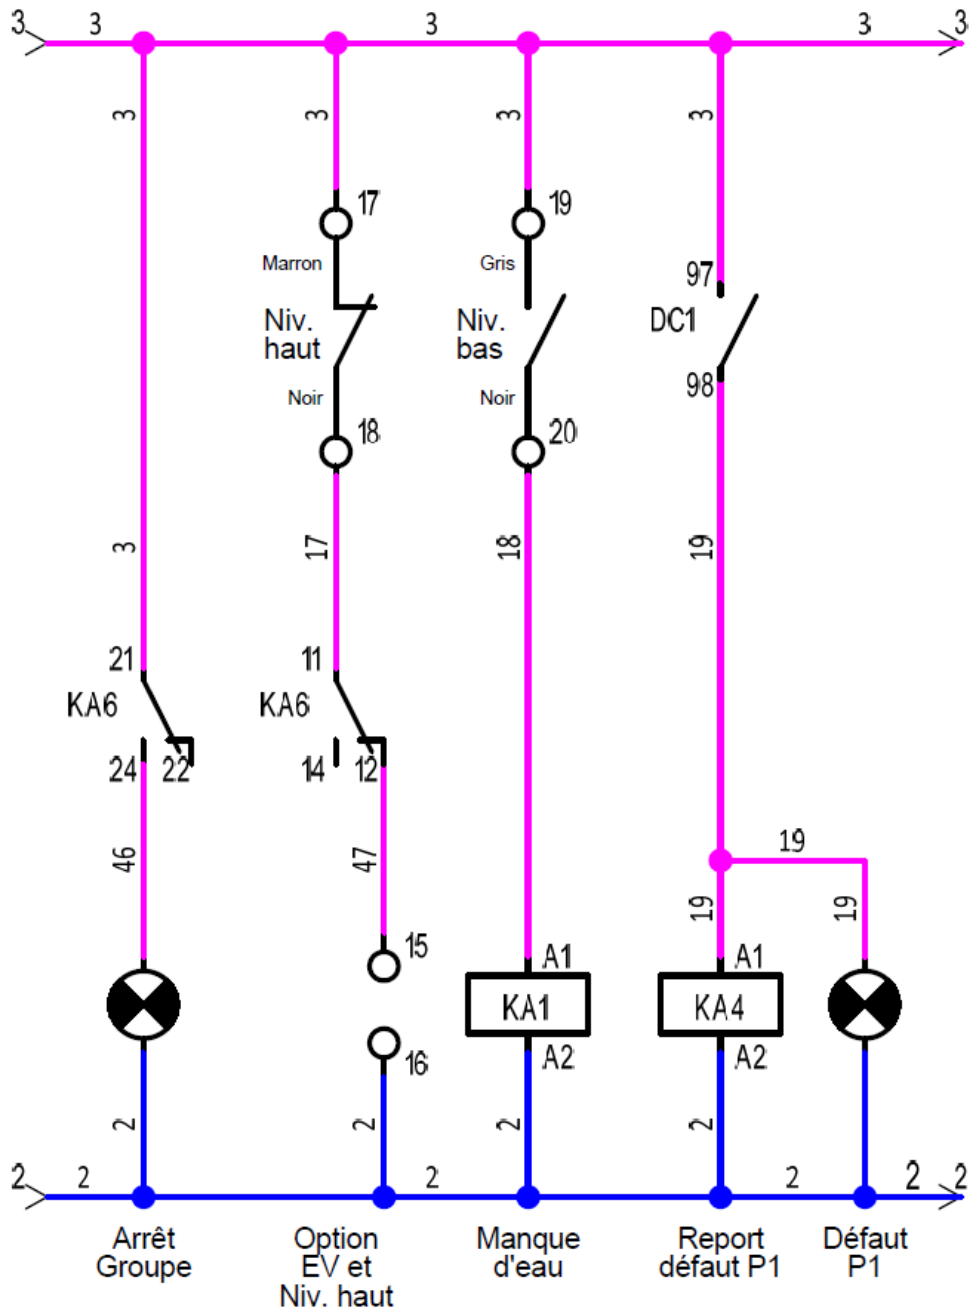 3 3 3 3 3
3 3 3 3
17 19
Marron Gris 97
Niv.
haut
Niv.
bas
DC1
Noir Noir 98
18 20
3 17 18 19
21 11
KA6 KA6
24 22 14 12
19
46 47 19 19
15 A1 A1
KA1 KA4
16 A2 A2
2 2 2 2
2 2 2 2 2 2
Arrêt
Groupe
Option
EV et
Niv. haut
Manque
d'eau
Report
défaut P1
Défaut
P1